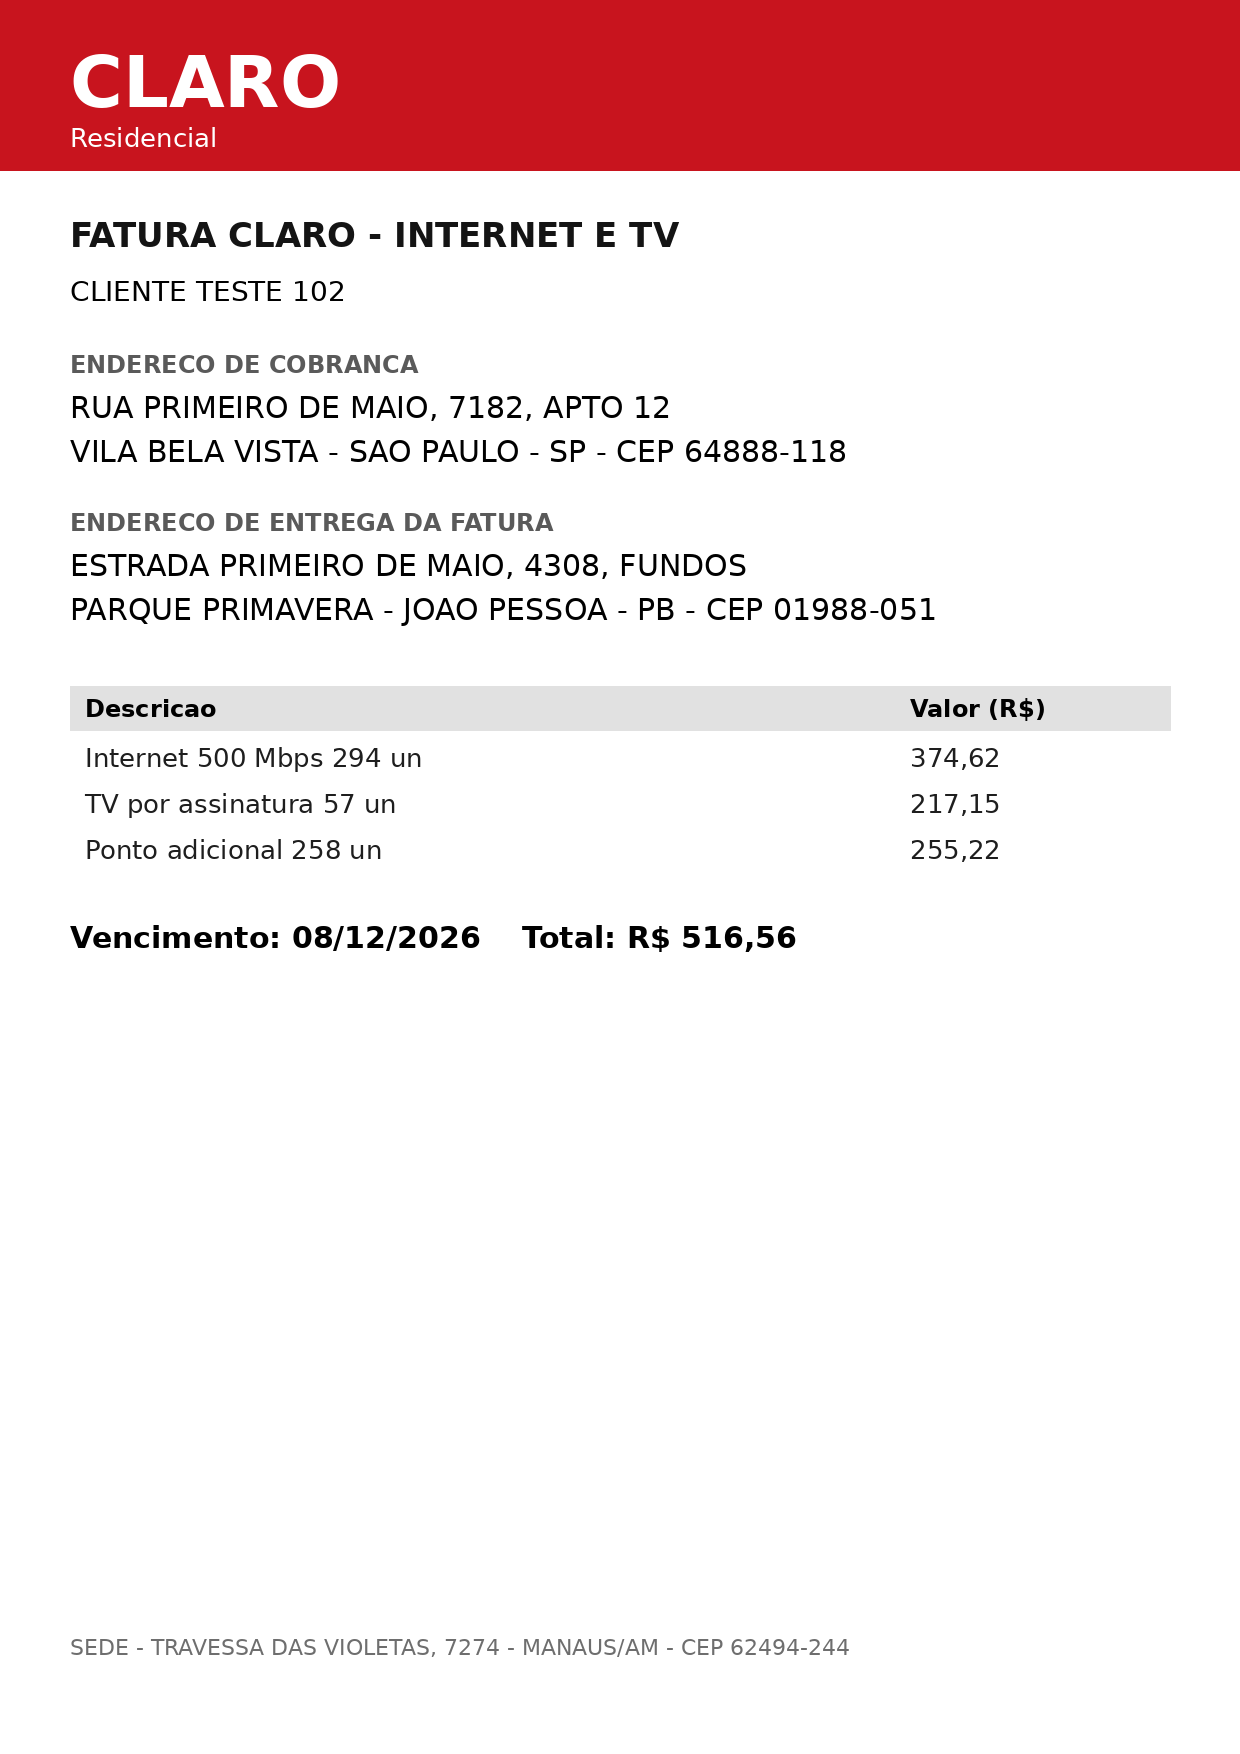 CLARO
Residencial
FATURA CLARO - INTERNET E TV
CLIENTE TESTE 102
ENDERECO DE COBRANCA
RUA PRIMEIRO DE MAIO, 7182, APTO 12
VILA BELA VISTA - SAO PAULO - SP - CEP 64888-118
ENDERECO DE ENTREGA DA FATURA
ESTRADA PRIMEIRO DE MAIO, 4308, FUNDOS
PARQUE PRIMAVERA - JOAO PESSOA - PB - CEP 01988-051
Descricao Valor (R$)
Internet 500 Mbps 294 un 374,62
TV por assinatura 57 un 217,15
Ponto adicional 258 un 255,22
Vencimento: 08/12/2026 Total: R$ 516,56
SEDE - TRAVESSA DAS VIOLETAS, 7274 - MANAUS/AM - CEP 62494-244